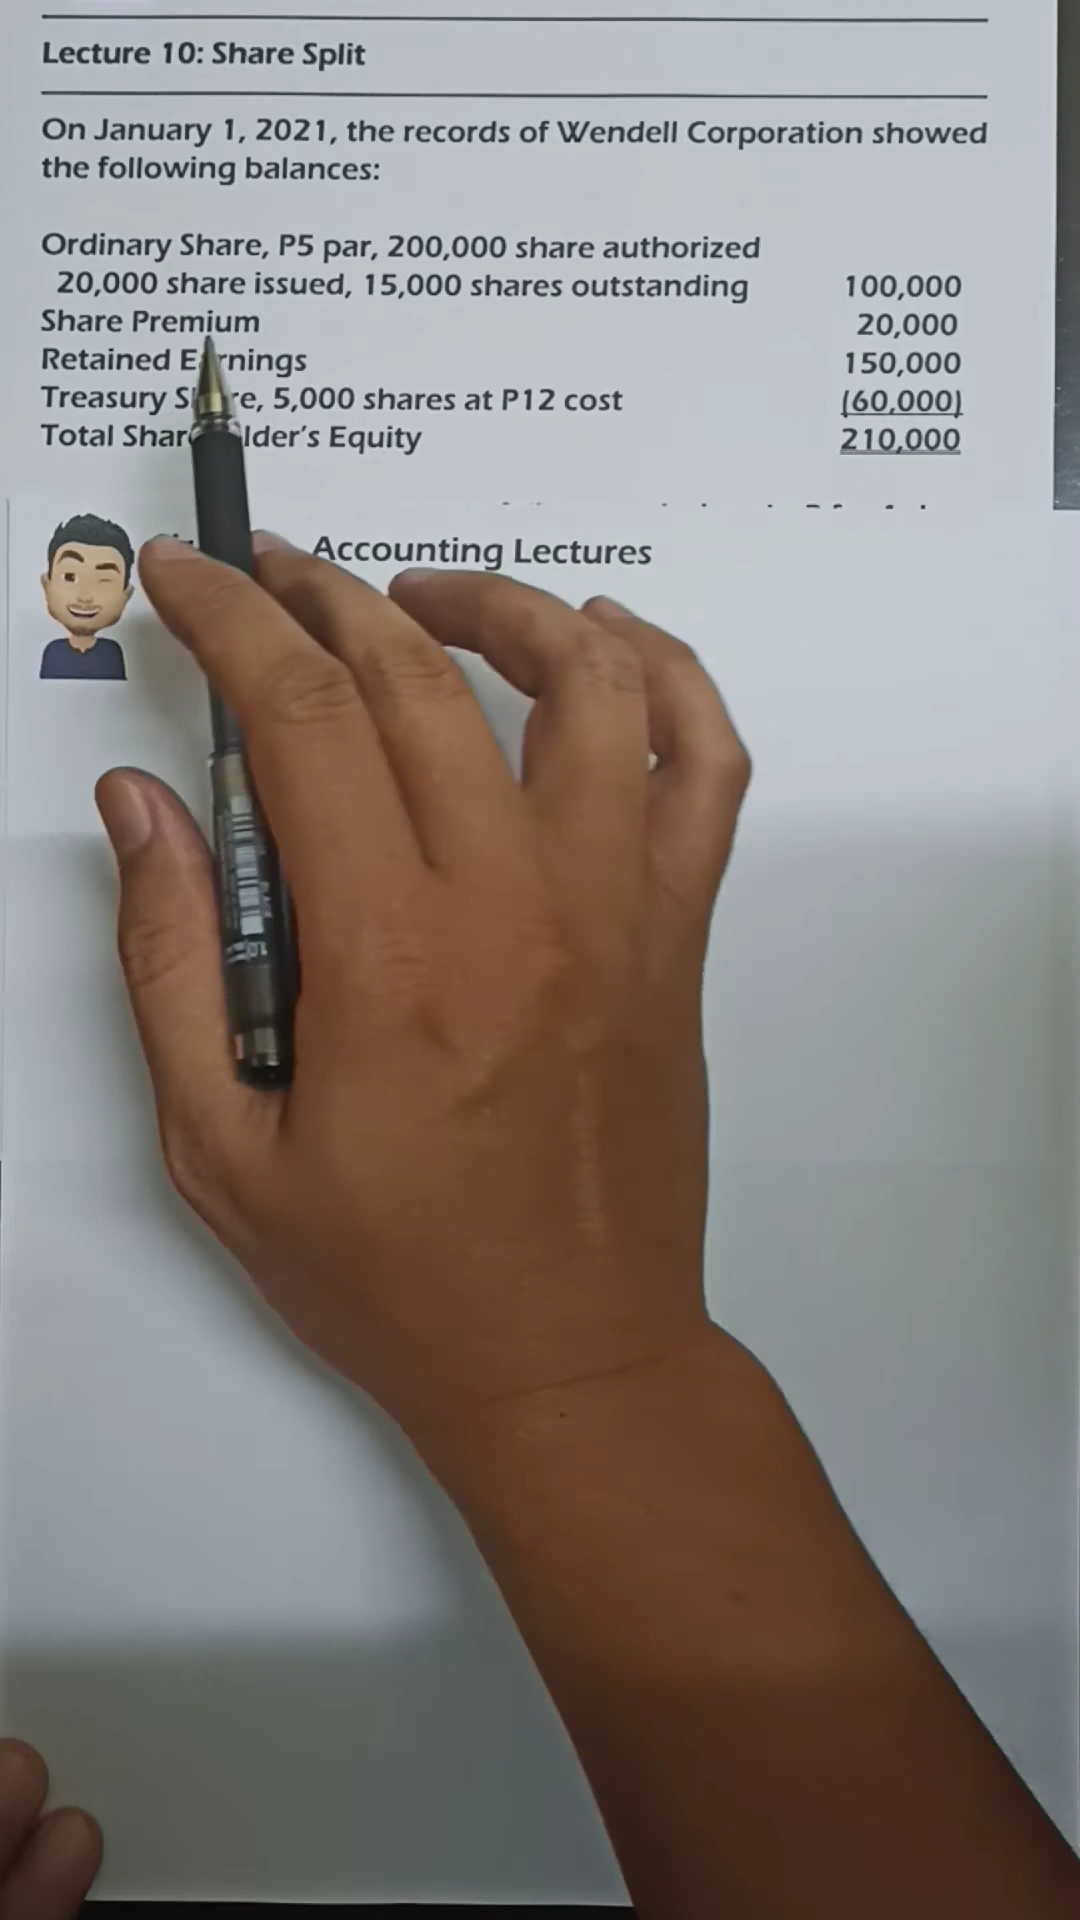 Lecture 10: Share Split
On January 1, 2021, the records of Wendell Corporation showed
the following balances:
Ordinary Share, P5 par, 200,000 share authorized
20,000 share issued, 15,000 shares outstanding 100,000
Share Premium 20,000
Retained Earnings 150,000
Treasury Share, 5,000 shares at P12 cost (60,000)
Total Shareholder's Equity 210,000
Accounting Lectures